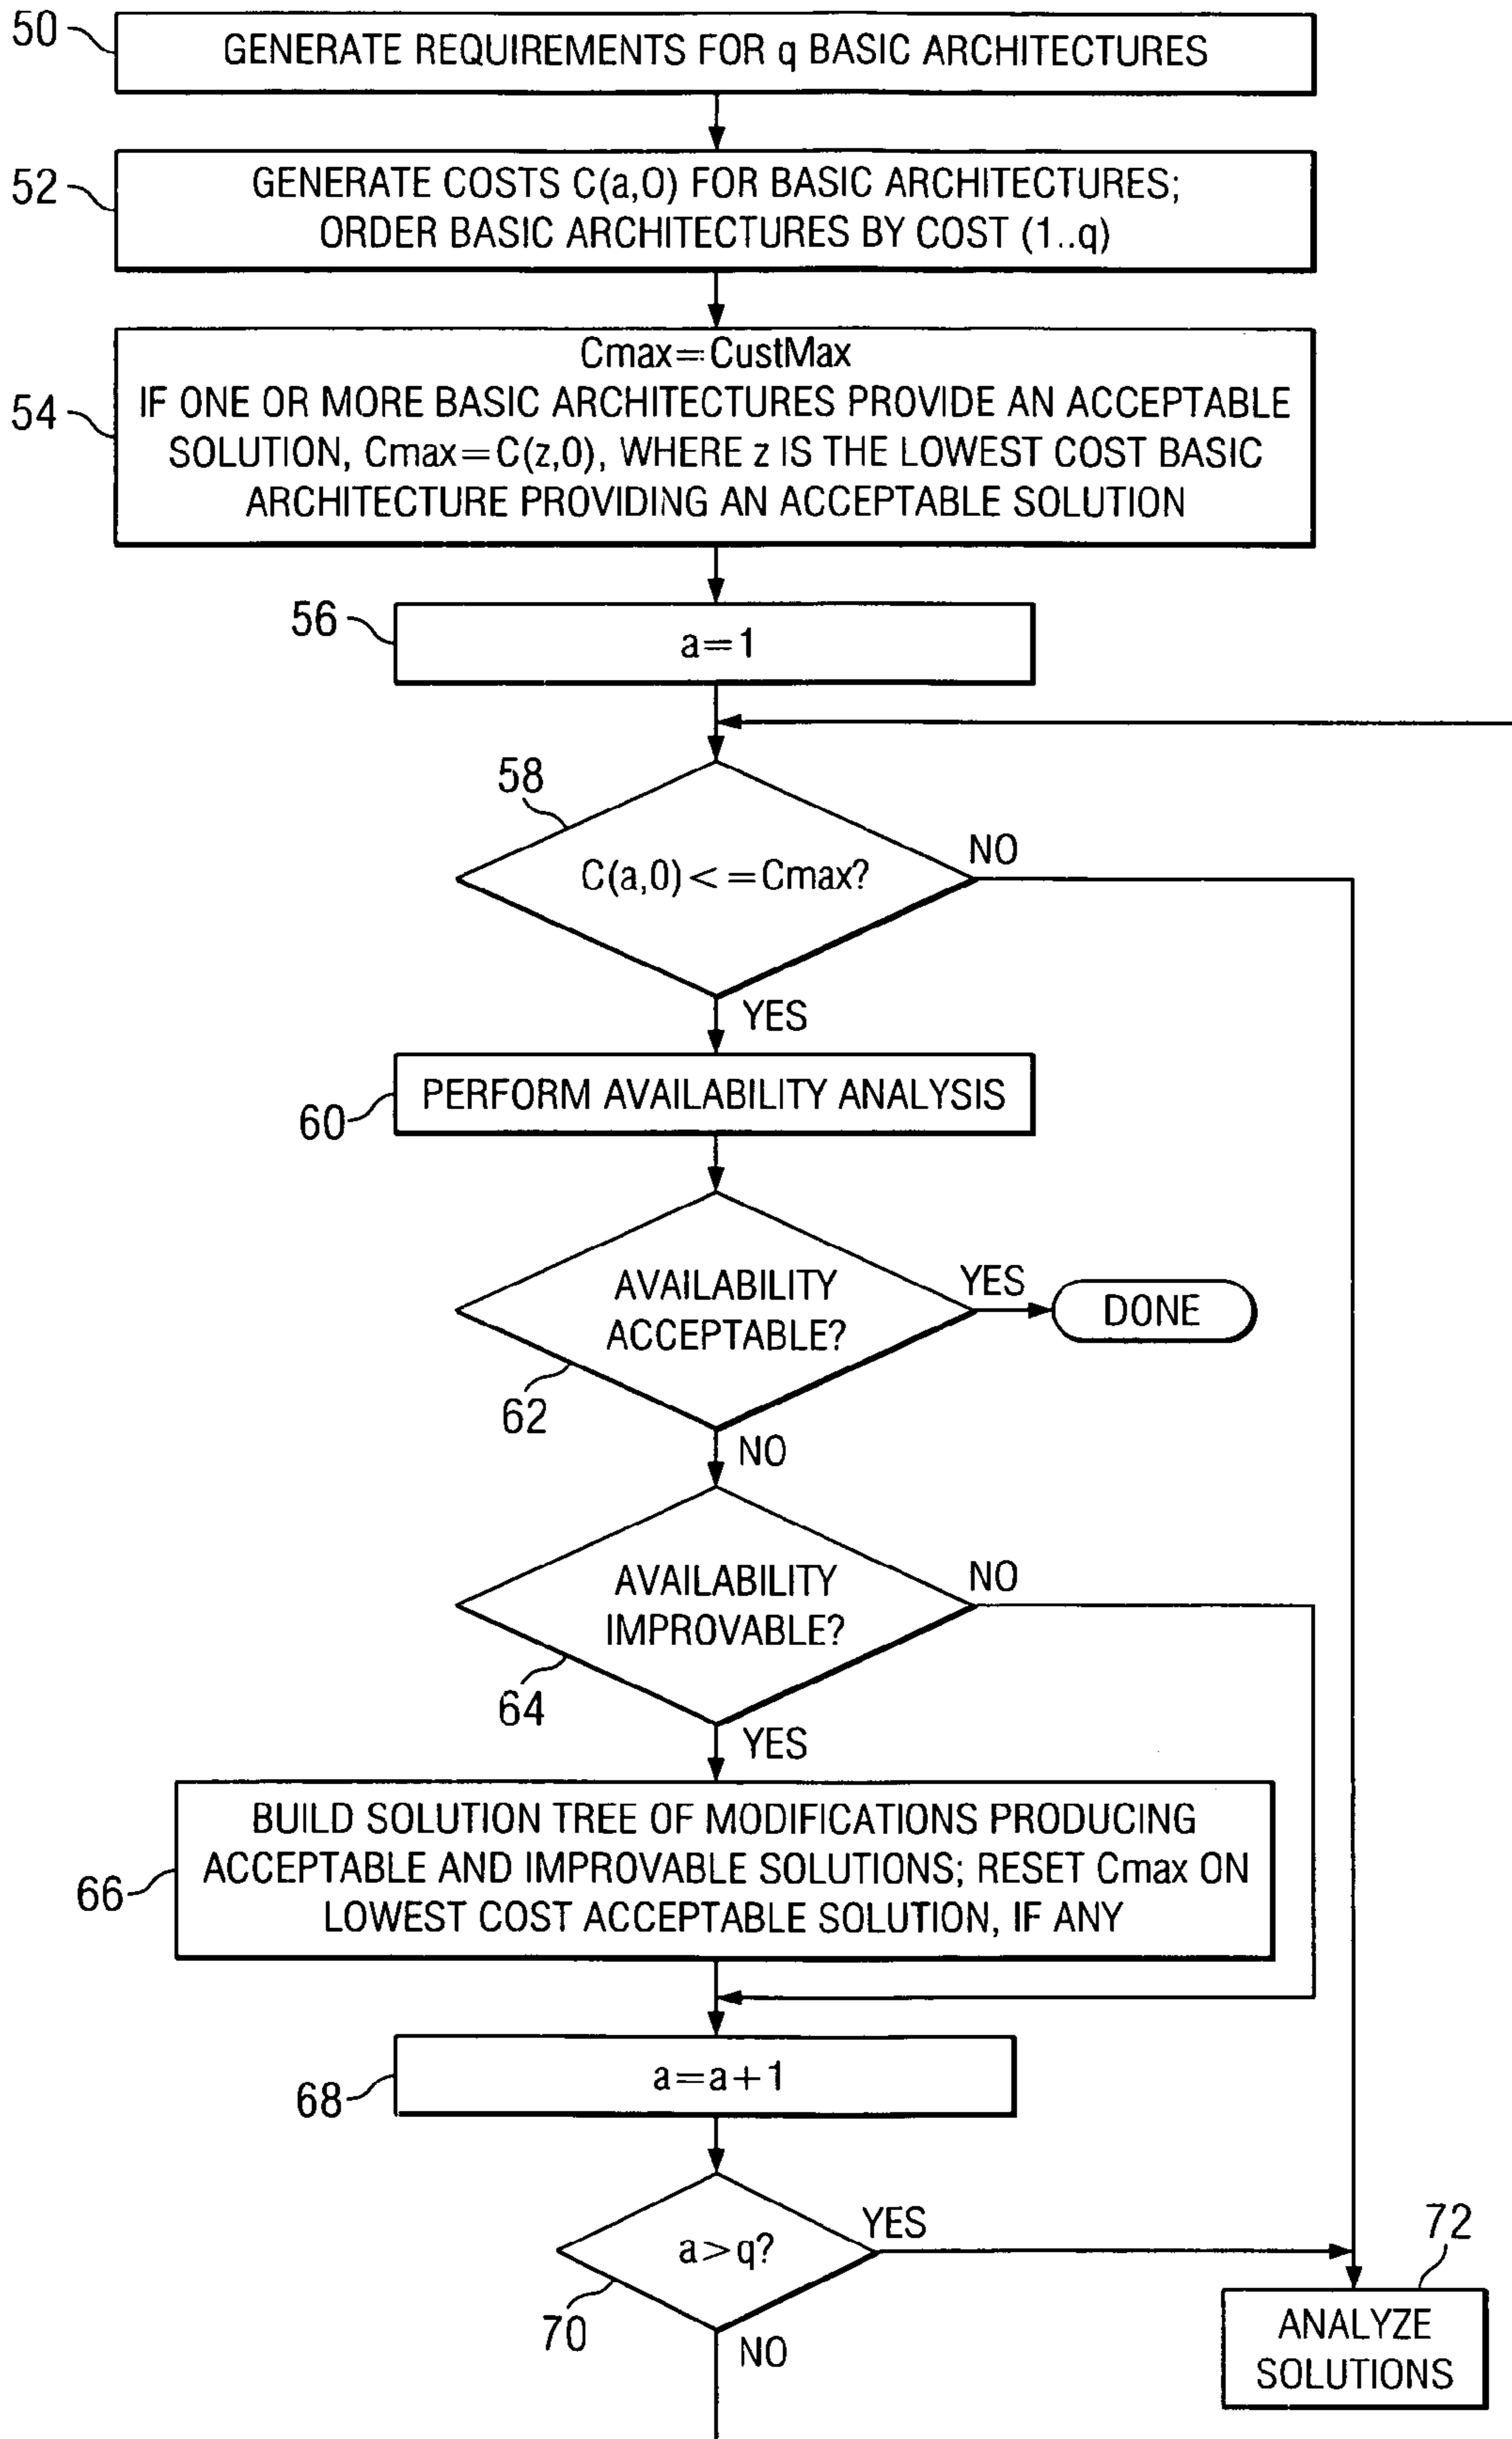 50
GENERATE REQUIREMENTS FOR q BASIC ARCHITECTURES
52
GENERATE COSTS C(a,0) FOR BASIC ARCHITECTURES;
ORDER BASIC ARCHITECTURES BY COST (1..q)
Cmax=CustMax
54
IF ONE OR MORE BASIC ARCHITECTURES PROVIDE AN ACCEPTABLE
SOLUTION, Cmax=C(z,0), WHERE z IS THE LOWEST COST BASIC
ARCHITECTURE PROVIDING AN ACCEPTABLE SOLUTION
56
a=1
58
C(a,0)<=Cmax?
NO
YES
60
PERFORM AVAILABILITY ANALYSIS
AVAILABILITY
ACCEPTABLE?
YES
DONE
62
NO
AVAILABILITY
IMPROVABLE?
NO
64
YES
66
BUILD SOLUTION TREE OF MODIFICATIONS PRODUCING
ACCEPTABLE AND IMPROVABLE SOLUTIONS; RESET Cmax ON
LOWEST COST ACCEPTABLE SOLUTION, IF ANY
68
a=a+1
a>q?
YES
70
NO
72
ANALYZE
SOLUTIONS